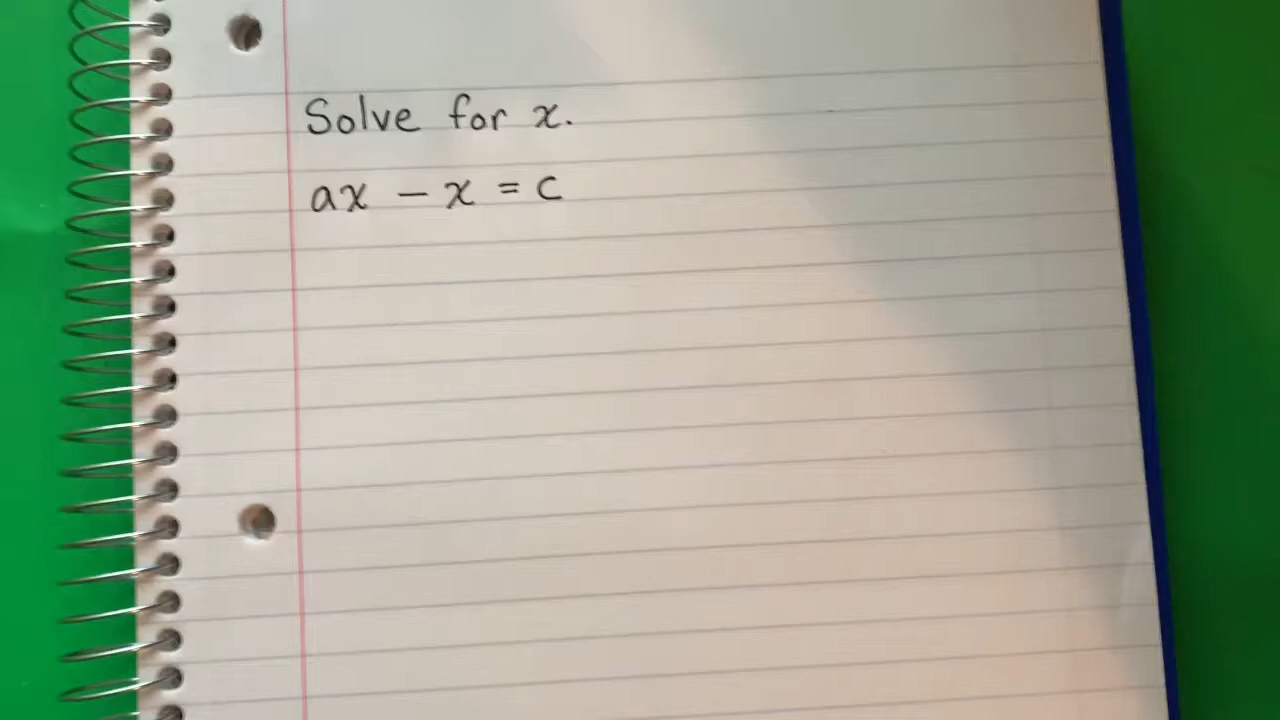 Solve for x.
ax - x = c